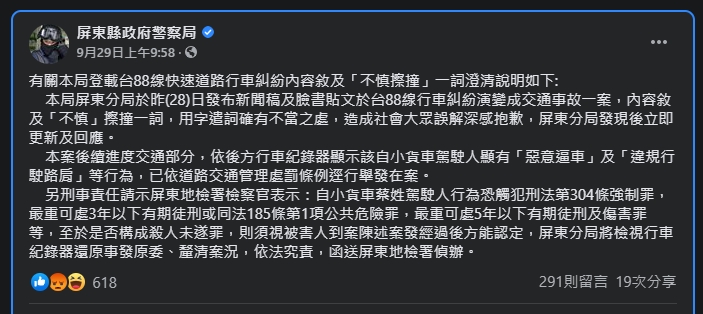 屏東縣政府警察局
9月29日上午9:58
有關本局登載台88線快速道路行車糾紛內容敘及「不慎擦撞」一詞澄清說明如下:
本局屏東分局於昨(28)日發布新聞稿及臉書貼文於台88線行車糾紛演變成交通事故一案，內容敘
及「不慎」擦撞一詞，用字遣詞確有不當之處，造成社會大眾誤解深感抱歉，屏東分局發現後立即
更新及回應。
本案後續進度交通部分，依後方行車紀錄器顯示該自小貨車駕駛人顯有「惡意逼車」及「違規行
駛路肩」等行為，已依道路交通管理處罰條例逕行舉發在案。
另刑事責任請示屏東地檢署檢察官表示：自小貨車蔡姓駕駛人行為恐觸犯刑法第304條強制罪，
最重可處3年以下有期徒刑或同法185條第1項公共危險罪，最重可處5年以下有期徒刑及傷害罪
等，至於是否構成殺人未遂罪，則須視被害人到案陳述案發經過後方能認定，屏東分局將檢視行車
紀錄器還原事發原委、釐清案況，依法究責，函送屏東地檢署偵辦。
618
291則留言 19次分享